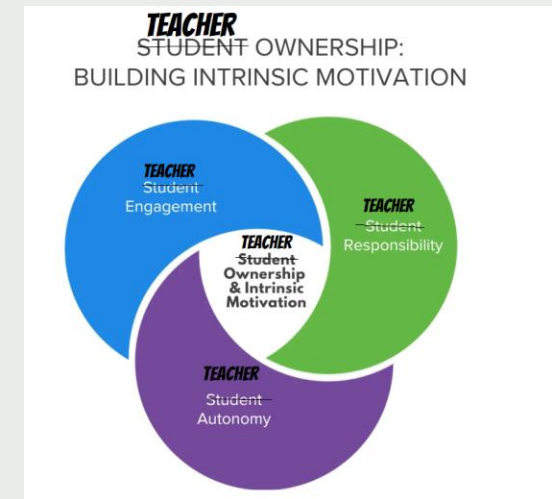 TEACHER
STUDENT OWNERSHIP:
BUILDING INTRINSIC MOTIVATION
TEACHER
Student
Engagement
TEACHER
Student
Responsibility
TEACHER
Student
Ownership
& Intrinsic
Motivation
TEACHER
Student
Autonomy